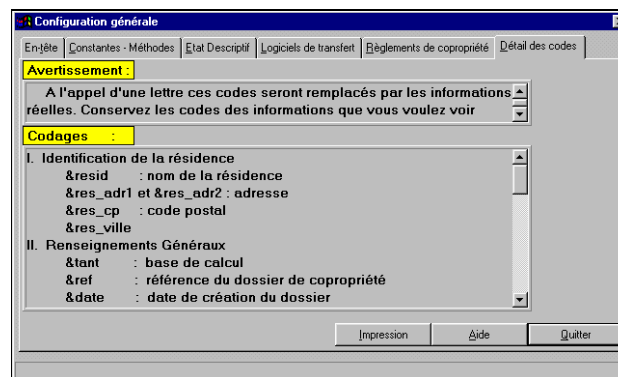 Configuration générale
En-tête Constantes - Méthodes Etat Descriptif Logiciels de transfert Règlements de copropriété Détail des codes
Avertissement :
A l'appel d'une lettre ces codes seront remplacés par les informations
réelles. Conservez les codes des informations que vous voulez voir
Codages :
I. Identification de la résidence
&resid : nom de la résidence
&res_adr1 et &res_adr2 : adresse
&res_cp : code postal
&res_ville
II. Renseignements Généraux
&tant : base de calcul
&ref : référence du dossier de copropriété
&date : date de création du dossier
Impression Aide Quitter